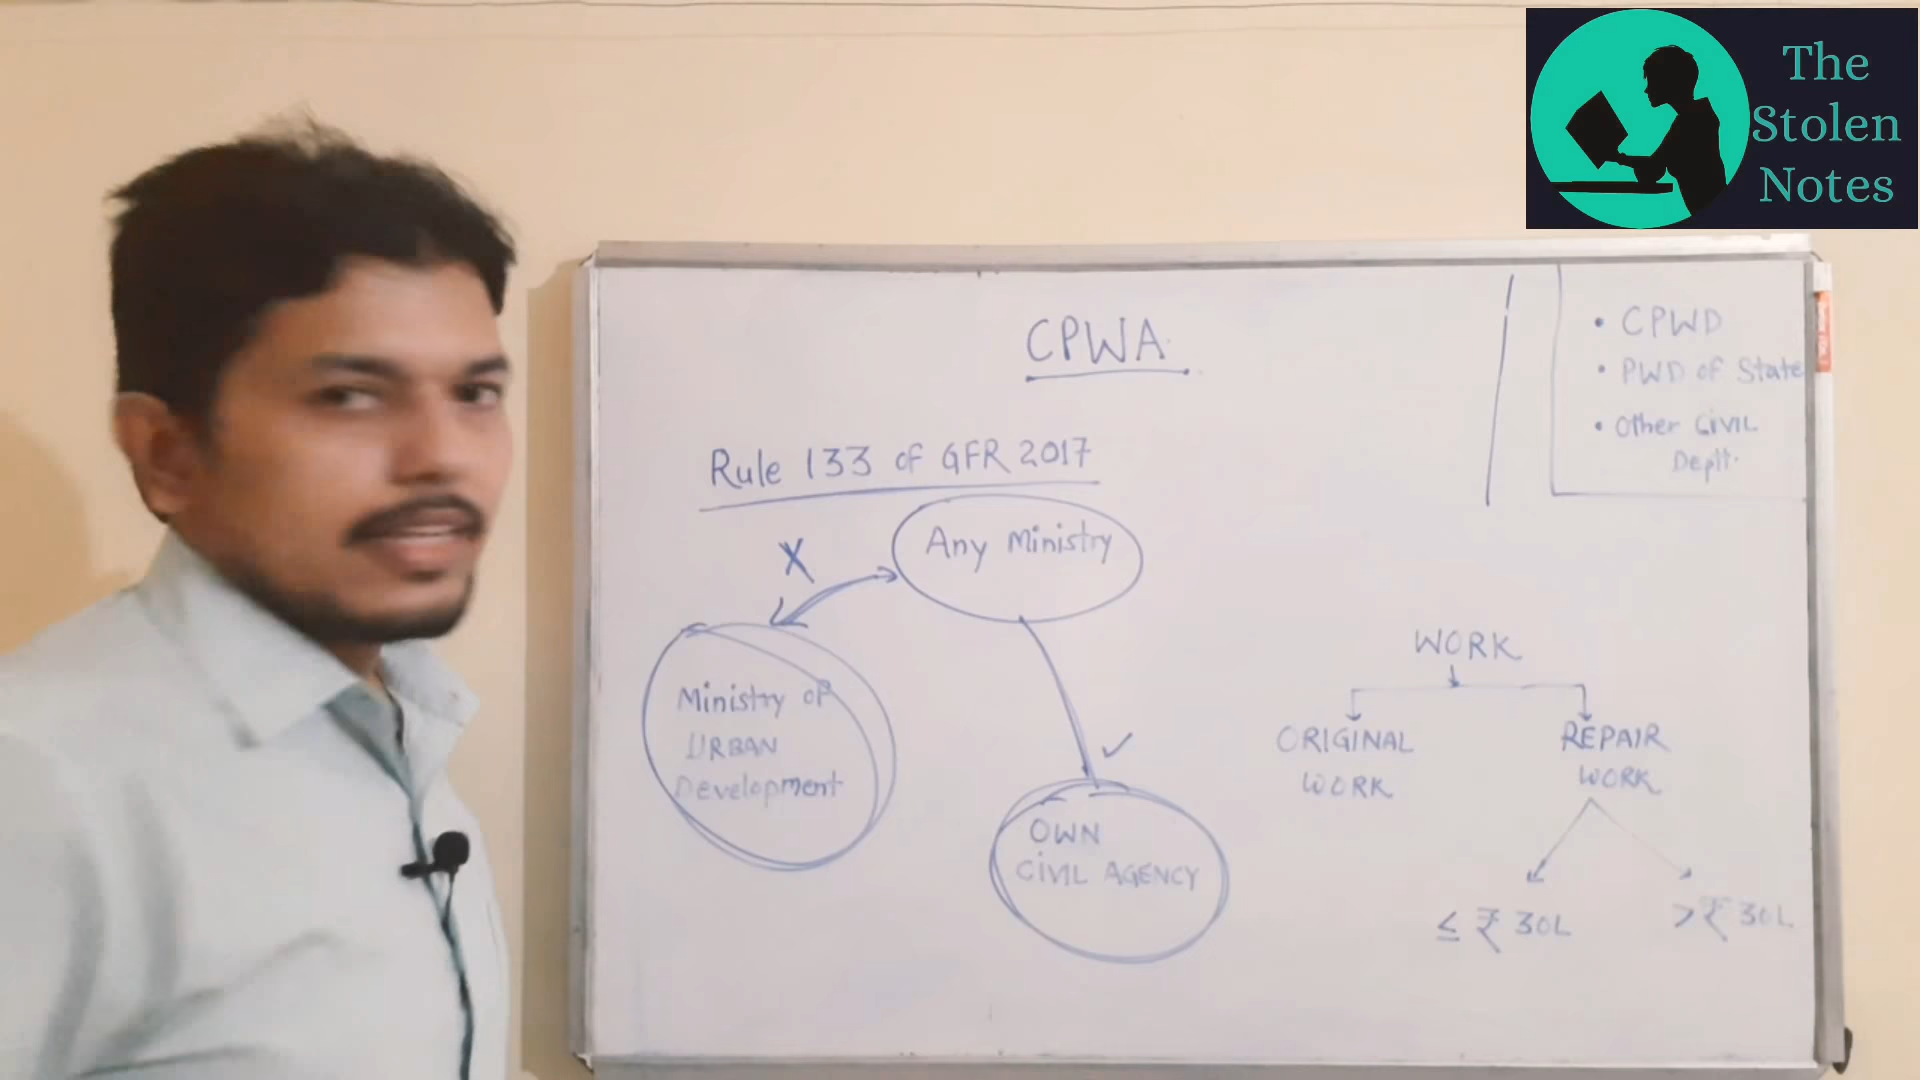 The
Stolen
Notes
CPWA
• CPWD
• PWD of State
• Other CiViL
Deptt.
Rule 133 of GFR 2017
Any Ministry
X
Ministry of
URBAN
Development
✓
OWN
CiVIL AGENCY
WORK
ORIGINAL
WORK
REPAIR
WORK
≤ ₹ 30L
> ₹ 30L